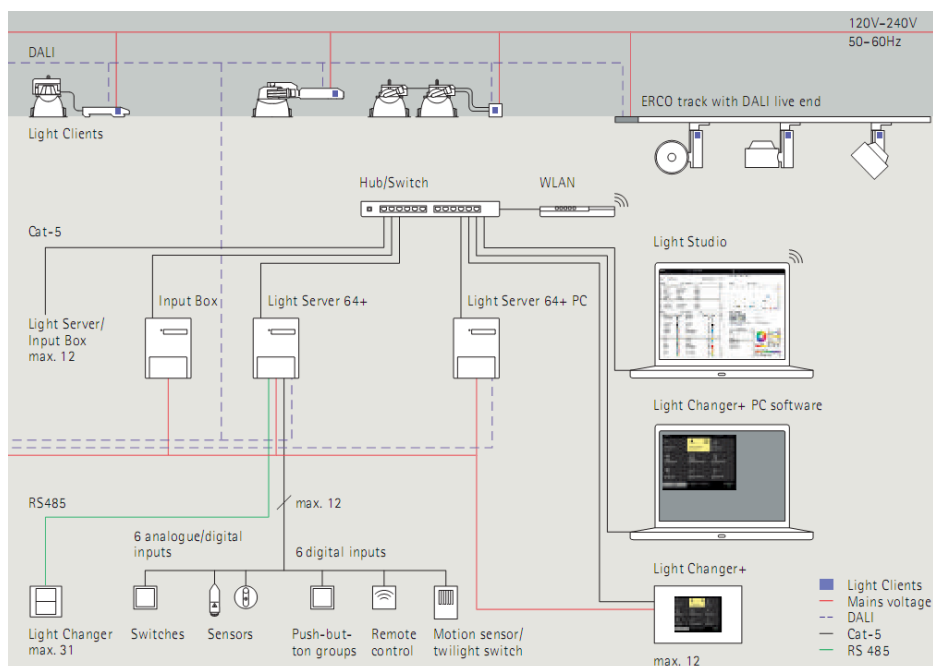 120V–240V
50–60Hz
DALI
ERCO track with DALI live end
Light Clients
Hub/Switch
WLAN
Cat-5
Light Studio
Input Box
Light Server 64+
Light Server 64+ PC
Light Server/
Input Box
max. 12
Light Changer+ PC software
RS485
max. 12
6 analogue/digital
inputs
6 digital inputs
Light Changer+
Light Changer
max. 31
Switches
Sensors
Push-but-
ton groups
Remote
control
Motion sensor/
twilight switch
max. 12
Light Clients
Mains voltage
DALI
Cat-5
RS 485